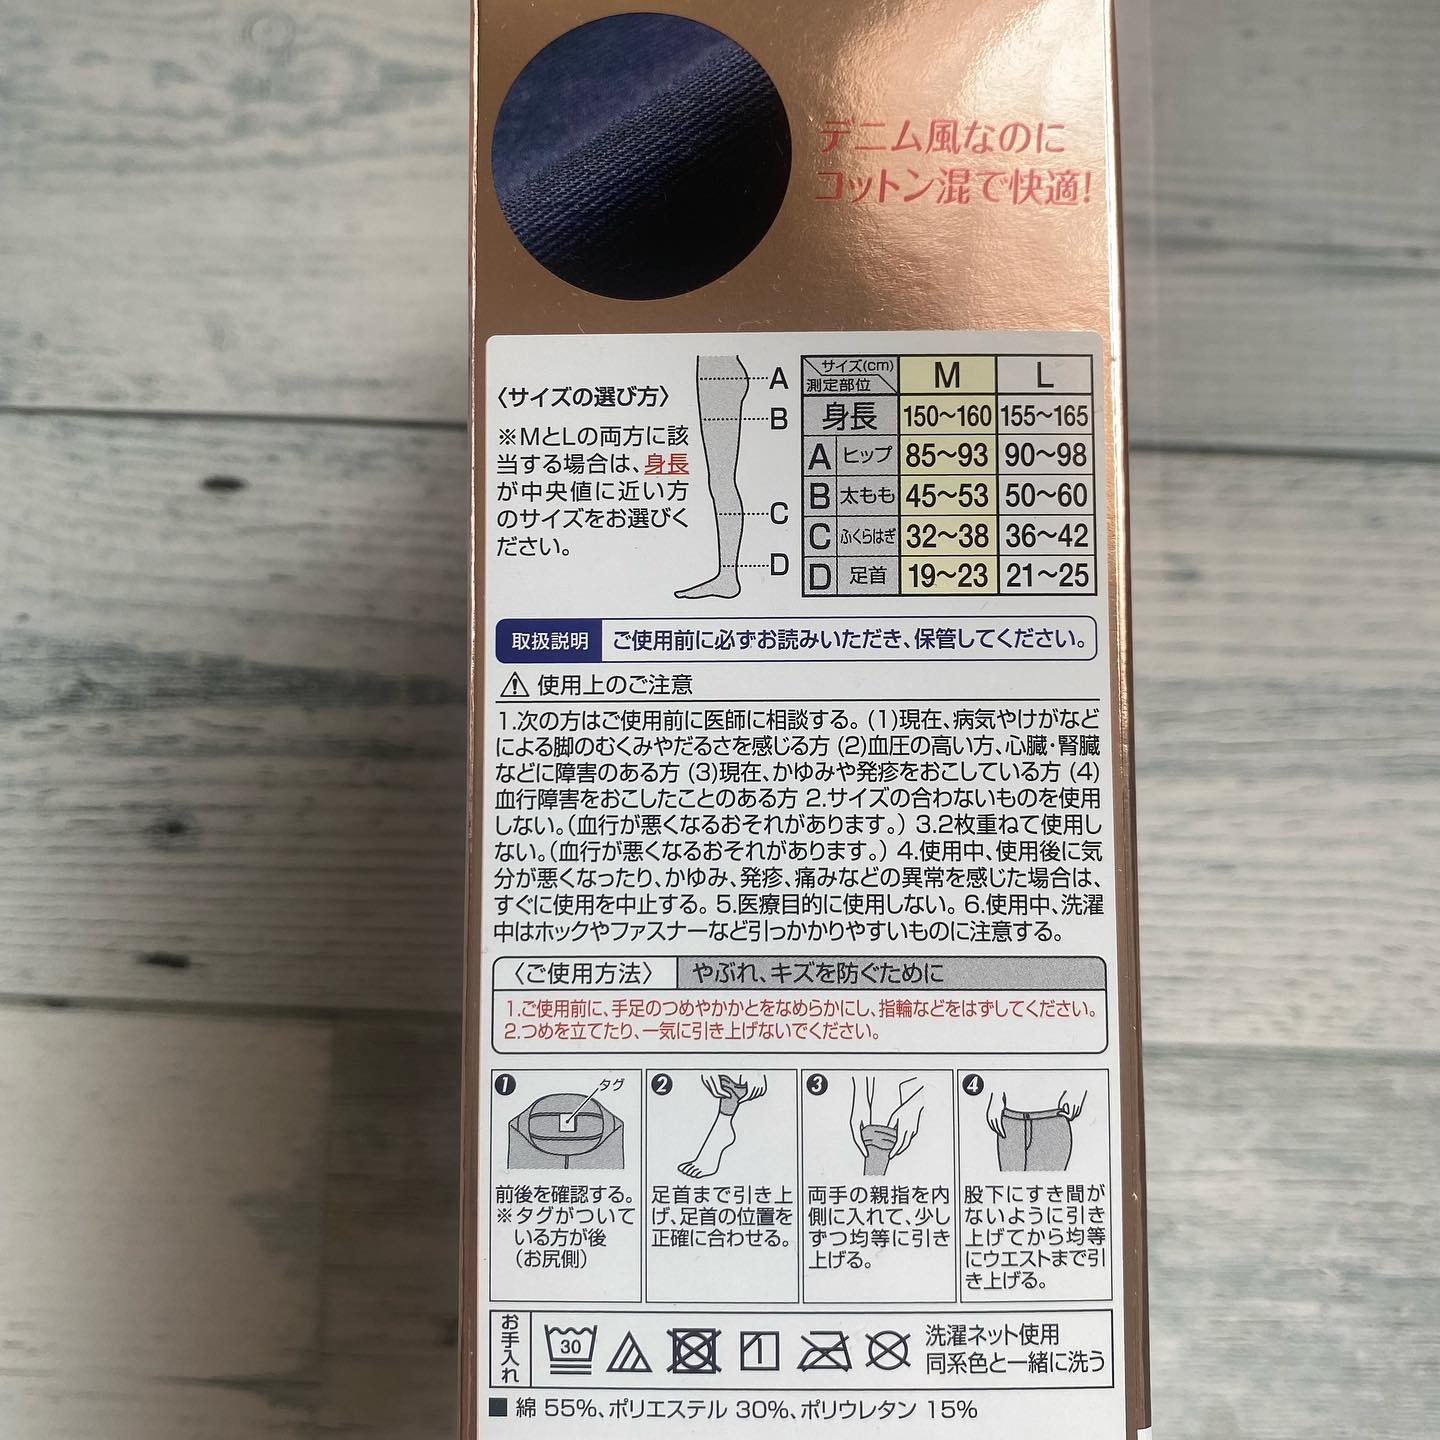 デニム風なのに
コットン混で快適!
〈サイズの選び方〉
※MとLの両方に該
当する場合は、身長
が中央値に近い方
のサイズをお選びく
ださい。
A
B
C
D
サイズ(cm)
測定部位
M L
身長 150〜160 155〜165
A ヒップ 85〜93 90〜98
B 太もも 45〜53 50〜60
C ふくらはぎ 32〜38 36〜42
D 足首 19〜23 21〜25
取扱説明 ご使用前に必ずお読みいただき、保管してください。
使用上のご注意
1.次の方はご使用前に医師に相談する。(1)現在、病気やけがなど
による脚のむくみやだるさを感じる方 (2)血圧の高い方、心臓・腎臓
などに障害のある方 (3)現在、かゆみや発疹をおこしている方 (4)
血行障害をおこしたことのある方 2.サイズの合わないものを使用
しない。(血行が悪くなるおそれがあります。) 3.2枚重ねて使用し
ない。(血行が悪くなるおそれがあります。) 4.使用中、使用後に気
分が悪くなったり、かゆみ、発疹、痛みなどの異常を感じた場合は、
すぐに使用を中止する。 5.医療目的に使用しない。 6.使用中、洗濯
中はホックやファスナーなど引っかかりやすいものに注意する。
〈ご使用方法〉 やぶれ、キズを防ぐために
1.ご使用前に、手足のつめやかかとをなめらかにし、指輪などをはずしてください。
2.つめを立てたり、一気に引き上げないでください。
1
タグ
前後を確認する。
※タグがついて
いる方が後
(お尻側)
2
足首まで引き上
げ、足首の位置を
正確に合わせる。
3
両手の親指を内
側に入れて、少し
ずつ均等に引き
上げる。
4
股下にすき間が
ないように引き
上げてから均等
にウエストまで引
き上げる。
お手入れ
30
洗濯ネット使用
同系色と一緒に洗う
■ 綿 55%、ポリエステル 30%、ポリウレタン 15%